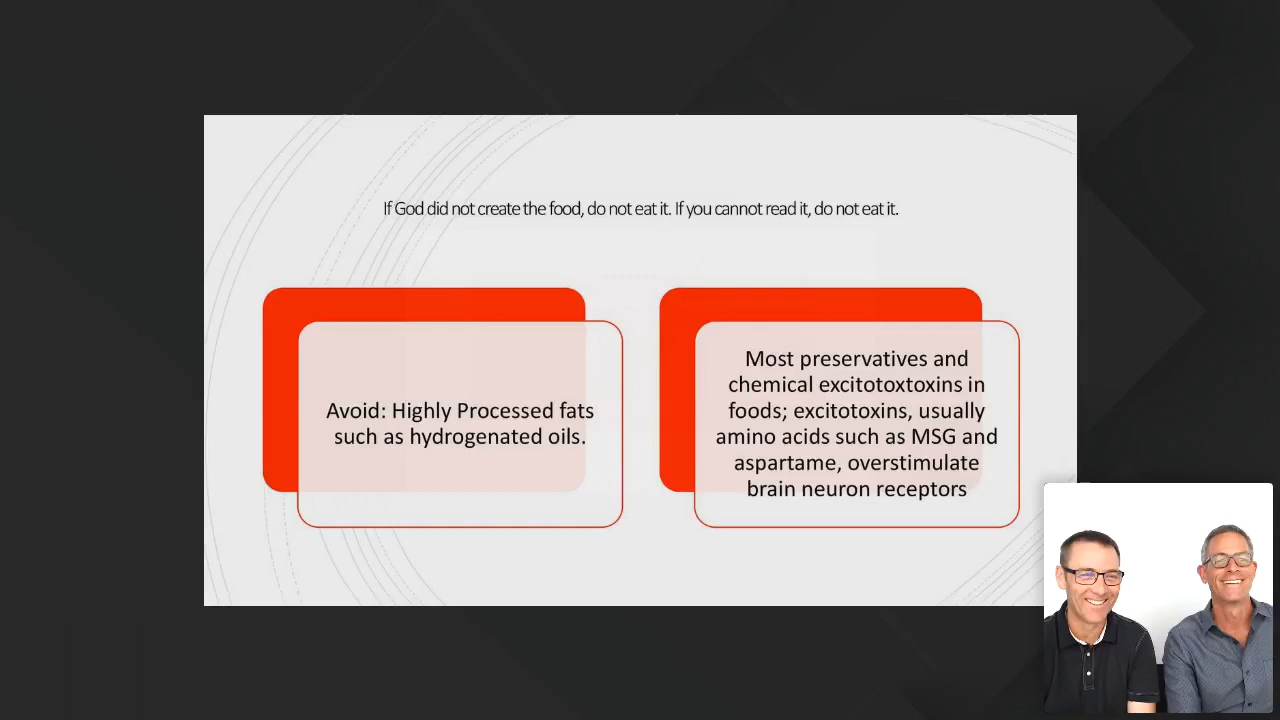 If God did not create the food, do not eat it. If you cannot read it, do not eat it.
Avoid: Highly Processed fats
such as hydrogenated oils.
Most preservatives and
chemical excitotoxtoxins in
foods; excitotoxins, usually
amino acids such as MSG and
aspartame, overstimulate
brain neuron receptors